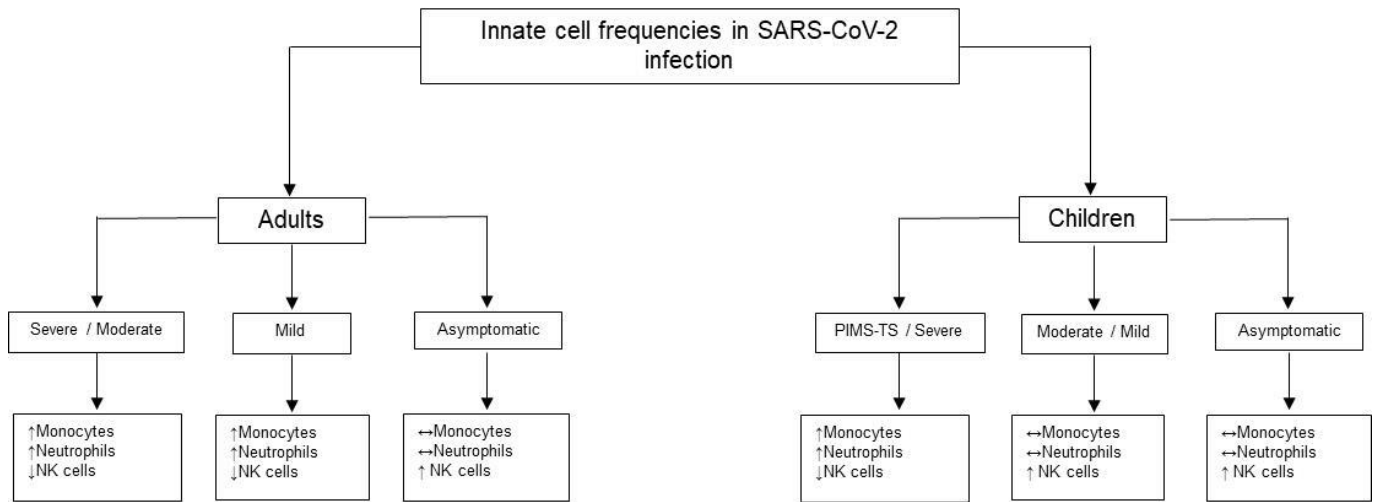 Innate cell frequencies in SARS-CoV-2
infection
Adults
Children
Severe / Moderate
Mild
Asymptomatic
PIMS-TS / Severe
Moderate / Mild
Asymptomatic
↑Monocytes
↑Neutrophils
↓NK cells
↑Monocytes
↑Neutrophils
↓NK cells
↔Monocytes
↔Neutrophils
↑ NK cells
↑Monocytes
↑Neutrophils
↓NK cells
↔Monocytes
↔Neutrophils
↑ NK cells
↔Monocytes
↔Neutrophils
↑ NK cells